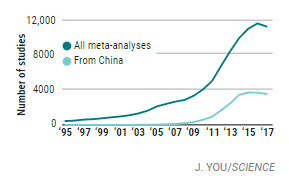 12,000
All meta-analyses
From China
8000
4000
0
Number of studies
'95 '97 '99 '01 '03 '05 '07 '09 '11 '13 '15 '17
J. YOU/SCIENCE